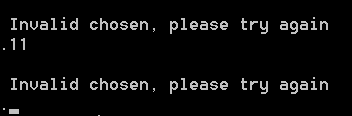 Invalid chosen, please try again
.11
Invalid chosen, please try again
._